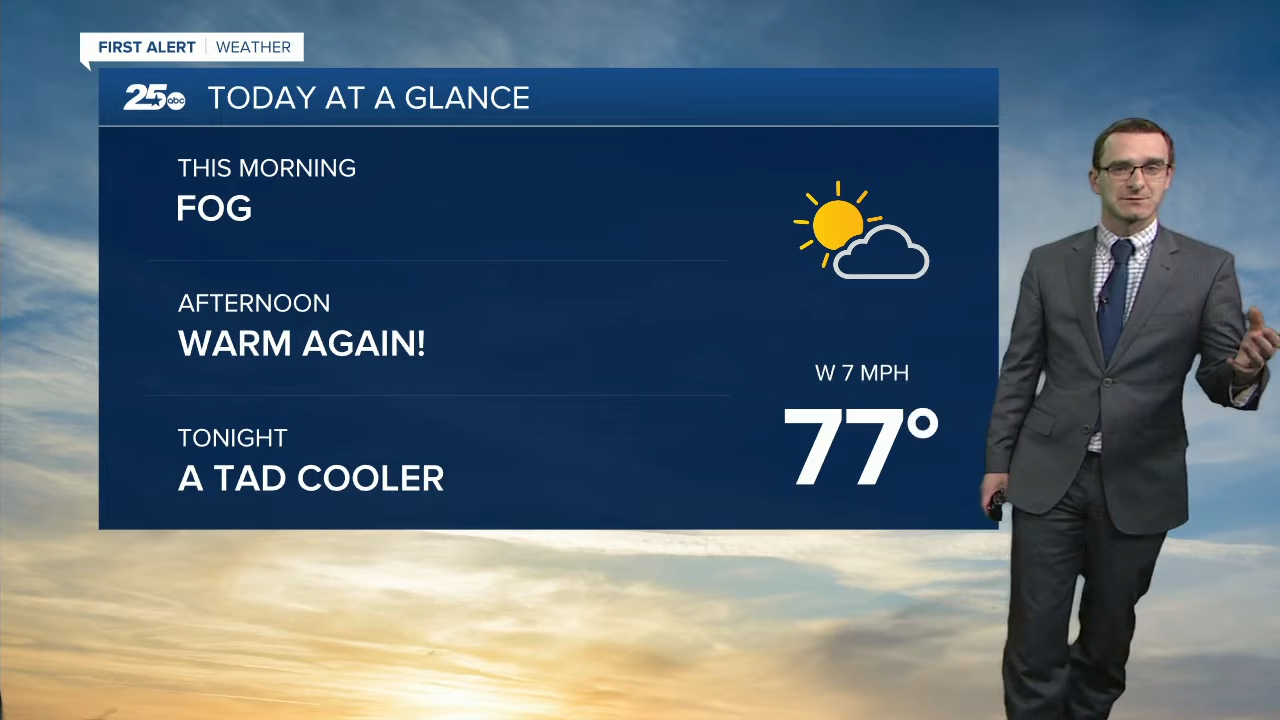 FIRST ALERT | WEATHER
25 abc TODAY AT A GLANCE
THIS MORNING
FOG
AFTERNOON
WARM AGAIN!
W 7 MPH
77°
TONIGHT
A TAD COOLER